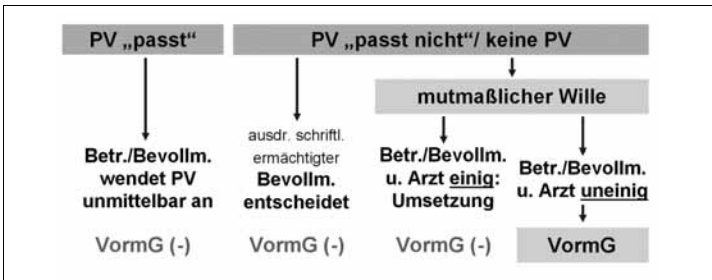 PV „passt“
PV „passt nicht“/ keine PV
mutmaßlicher Wille
Betr./Bevollm.
wendet PV
unmittelbar an
ausdr. schriftl.
ermächtigter
Bevollm.
entscheidet
Betr./Bevollm.
u. Arzt einig:
Umsetzung
Betr./Bevollm.
u. Arzt uneinig
VormG (-)
VormG (-)
VormG (-)
VormG